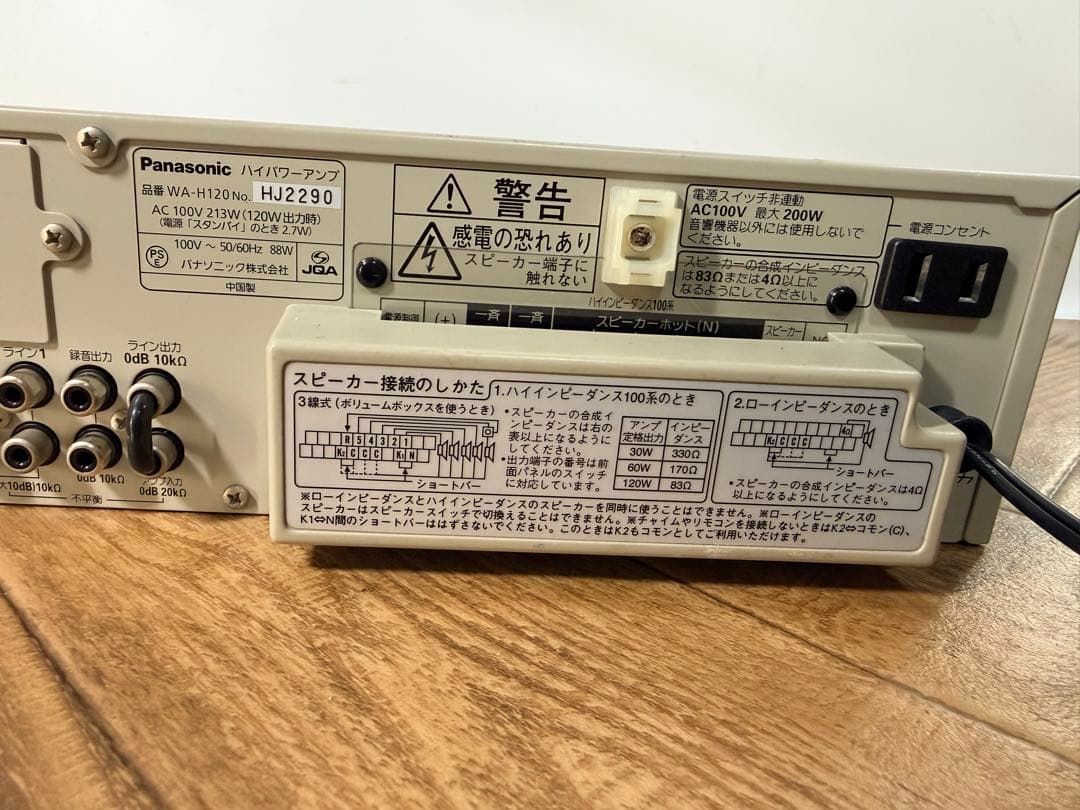 Panasonic ハイパワーアンプ
品番 WA-H120 No. HJ2290
AC 100V 213W (120W出力時)
(電源「スタンバイ」のとき 2.7W)
100V ~ 50/60Hz 88W
PS E
パナソニック株式会社
JQA
中国製
警告
感電の恐れあり
スピーカー端子に
触れない
電源スイッチ非連動
AC100V 最大 200W
音響機器以外には使用しないで
ください。
スピーカーの合成インピーダンス
は83Ωまたは4Ω以上に
なるようにしてください。
電源コンセント
ハイインピーダンス100系
電源制御
(+)
一斉
一斉
スピーカーホット(N)
スピーカー
ライン1
録音出力
ライン出力
0dB 10kΩ
大10dB)10kΩ
0dB 10kΩ
アンプ入力
0dB 20kΩ
不平衡
スピーカー接続のしかた
3線式 (ボリュームボックスを使うとき)
R 5 4 3 2 1
K2 C C C K1 N
ショートバー
1.ハイインピーダンス100系のとき
•スピーカーの合成イ
ンピーダンスは右の
表以上になるように
してください。
•出力端子の番号は前
面パネルのスイッチ
に対応しています。
アンプ定格出力 インピーダンス
30W 330Ω
60W 170Ω
120W 83Ω
2.ローインピーダンスのとき
4Ω
K2 C C C
ショートバー
•スピーカーの合成インピーダンスは4Ω
以上になるようにしてください。
※ローインピーダンスとハイインピーダンスのスピーカーを同時に使うことはできません。※ローインピーダンスの
スピーカーはスピーカースイッチで切換えることはできません。※チャイムやリモコンを接続しないときはK2⇔コモン(C)、
K1⇔N間のショートバーははずさないでください。このときはK2もコモンとしてご利用いただけます。